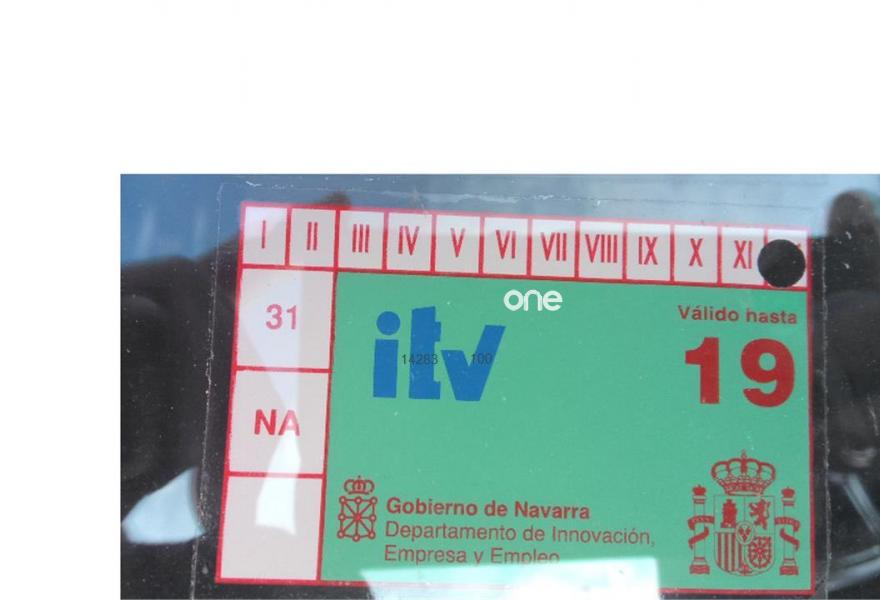 I II III IV V VI VII VIII IX X XI
31
one
Válido hasta
itv
14283 100
19
NA
Gobierno de Navarra
Departamento de Innovación,
Empresa y Empleo